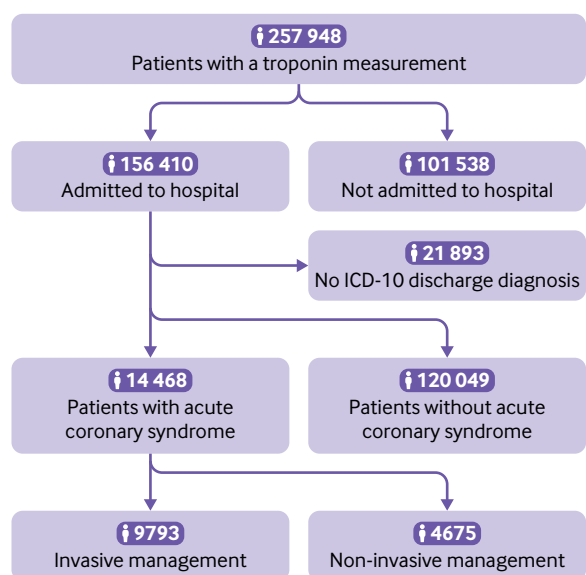 257 948
Patients with a troponin measurement
156 410
Admitted to hospital
101 538
Not admitted to hospital
21 893
No ICD-10 discharge diagnosis
14 468
Patients with acute
coronary syndrome
120 049
Patients without acute
coronary syndrome
9793
Invasive management
4675
Non-invasive management